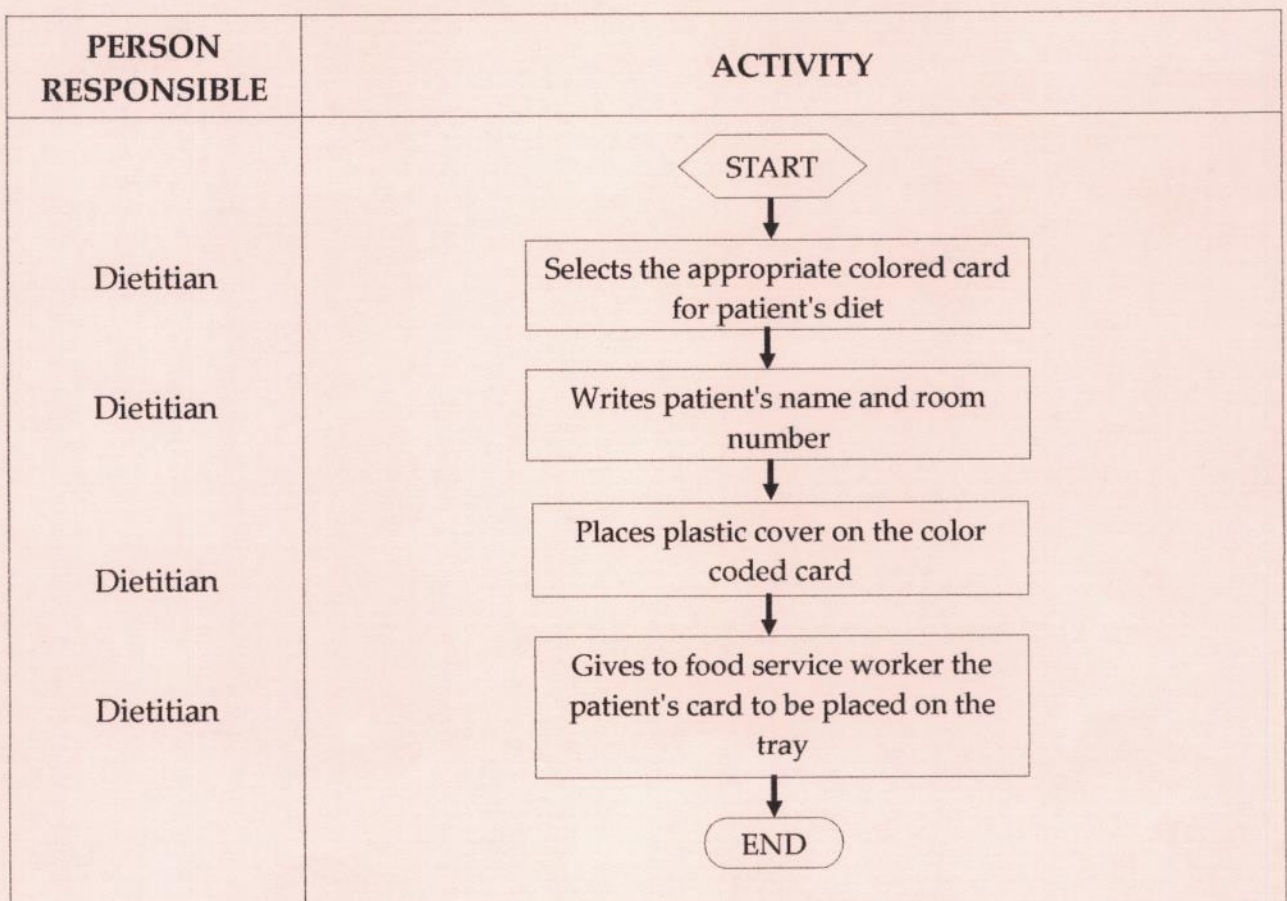 PERSON
RESPONSIBLE
ACTIVITY
START
Dietitian
Selects the appropriate colored card
for patient's diet
Dietitian
Writes patient's name and room
number
Dietitian
Places plastic cover on the color
coded card
Dietitian
Gives to food service worker the
patient's card to be placed on the
tray
END